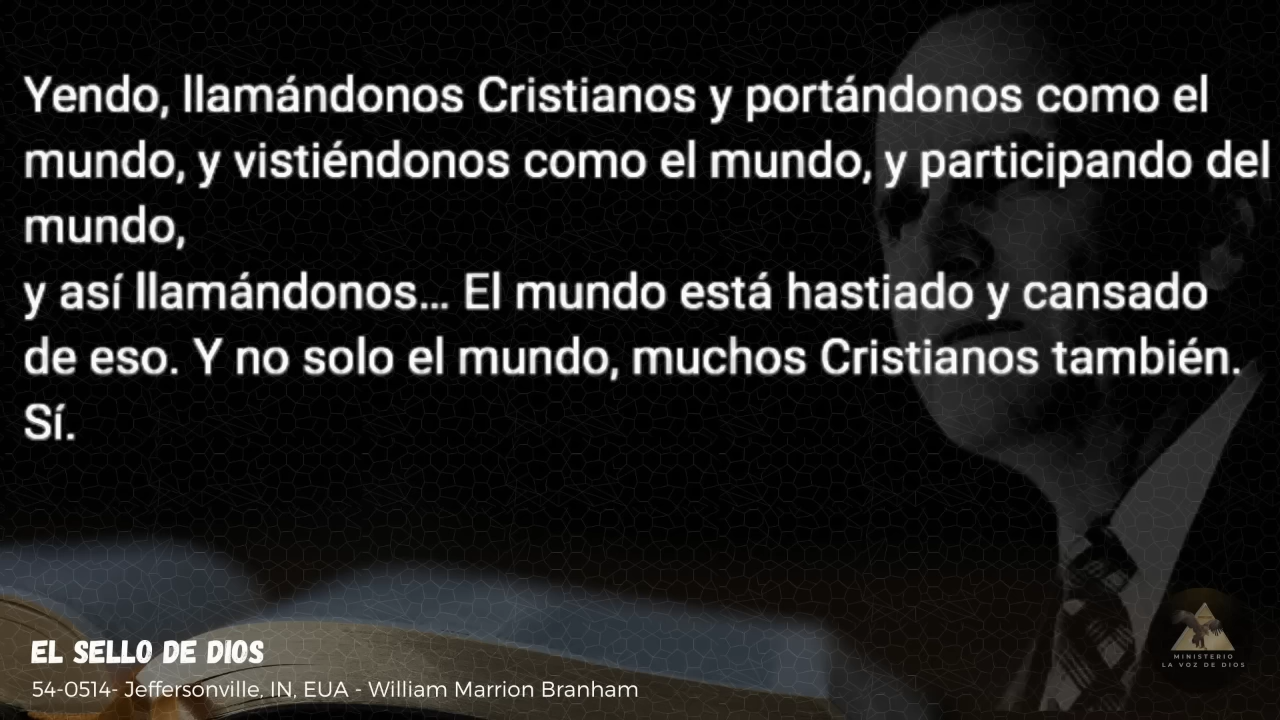 Yendo, llamándonos Cristianos y portándonos como el
mundo, y vistiéndonos como el mundo, y participando del
mundo,
y así llamándonos... El mundo está hastiado y cansado
de eso. Y no solo el mundo, muchos Cristianos también.
Sí.
EL SELLO DE DIOS
54-0514- Jeffersonville, IN, EUA - William Marrion Branham
MINISTERIO
LA VOZ DE DIOS